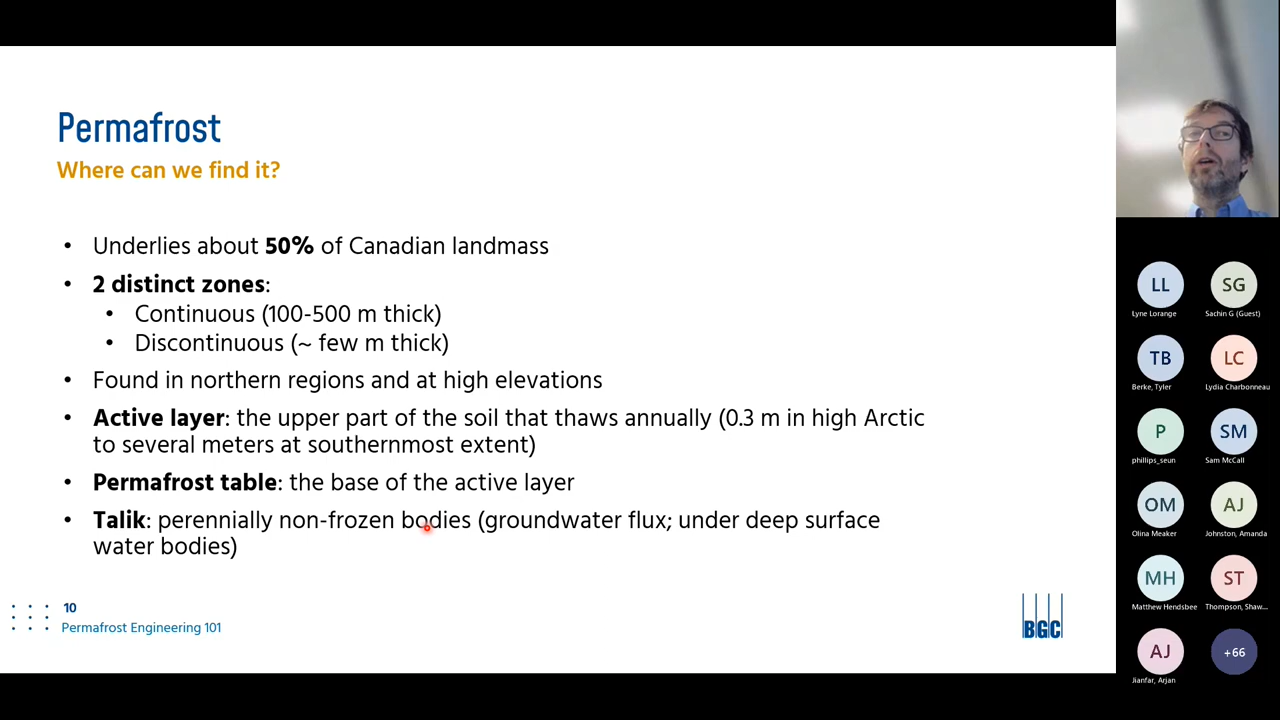 Permafrost
Where can we find it?
• Underlies about 50% of Canadian landmass
• 2 distinct zones:
• Continuous (100-500 m thick)
• Discontinuous (~ few m thick)
• Found in northern regions and at high elevations
• Active layer: the upper part of the soil that thaws annually (0.3 m in high Arctic
to several meters at southernmost extent)
• Permafrost table: the base of the active layer
• Talik: perennially non-frozen bodies (groundwater flux; under deep surface
water bodies)
10
Permafrost Engineering 101
BGC
LL
Lyne Lorange
SG
Sachin G (Guest)
TB
Berke, Tyler
LC
Lydia Charbonneau
P
phillips_seun
SM
Sam McCall
OM
Olina Meaker
AJ
Johnston, Amanda
MH
Matthew Hendsbee
ST
Thompson, Shaw...
AJ
Jianfar, Arjan
+66